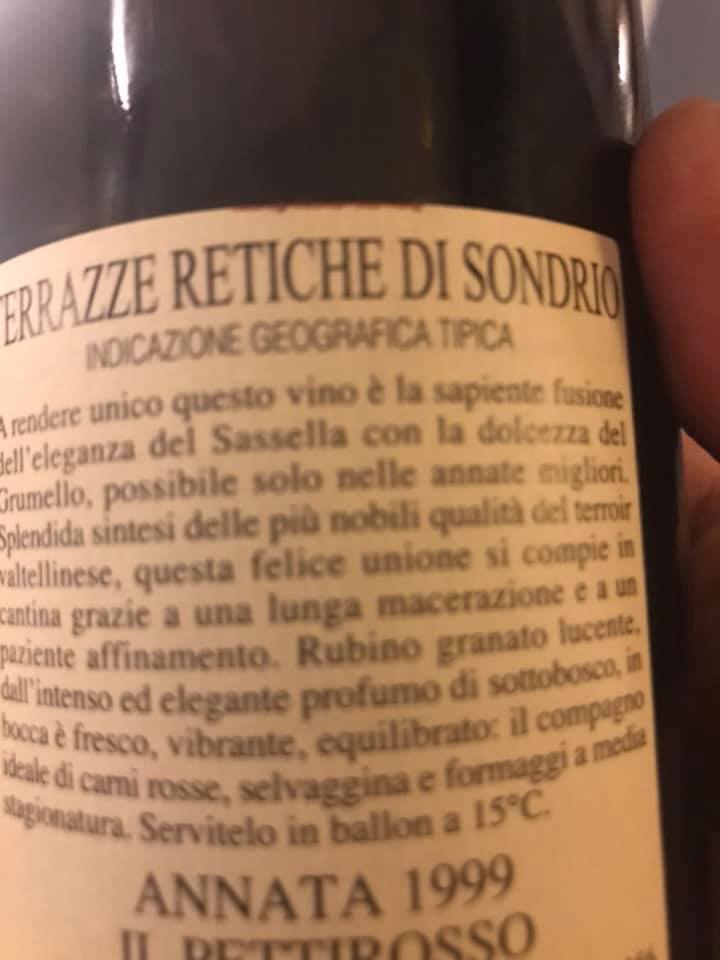 TERRAZZE RETICHE DI SONDRIO
INDICAZIONE GEOGRAFICA TIPICA
A rendere unico questo vino è la sapiente fusione
dell'eleganza del Sassella con la dolcezza del
Grumello, possibile solo nelle annate migliori.
Splendida sintesi delle più nobili qualità del terroir
valtellinese, questa felice unione si compie in
cantina grazie a una lunga macerazione e a un
paziente affinamento. Rubino granato lucente,
dall'intenso ed elegante profumo di sottobosco, in
bocca è fresco, vibrante, equilibrato: il compagno
ideale di carni rosse, selvaggina e formaggi a media
stagionatura. Servitelo in ballon a 15°C.
ANNATA 1999
IL PETTIROSSO